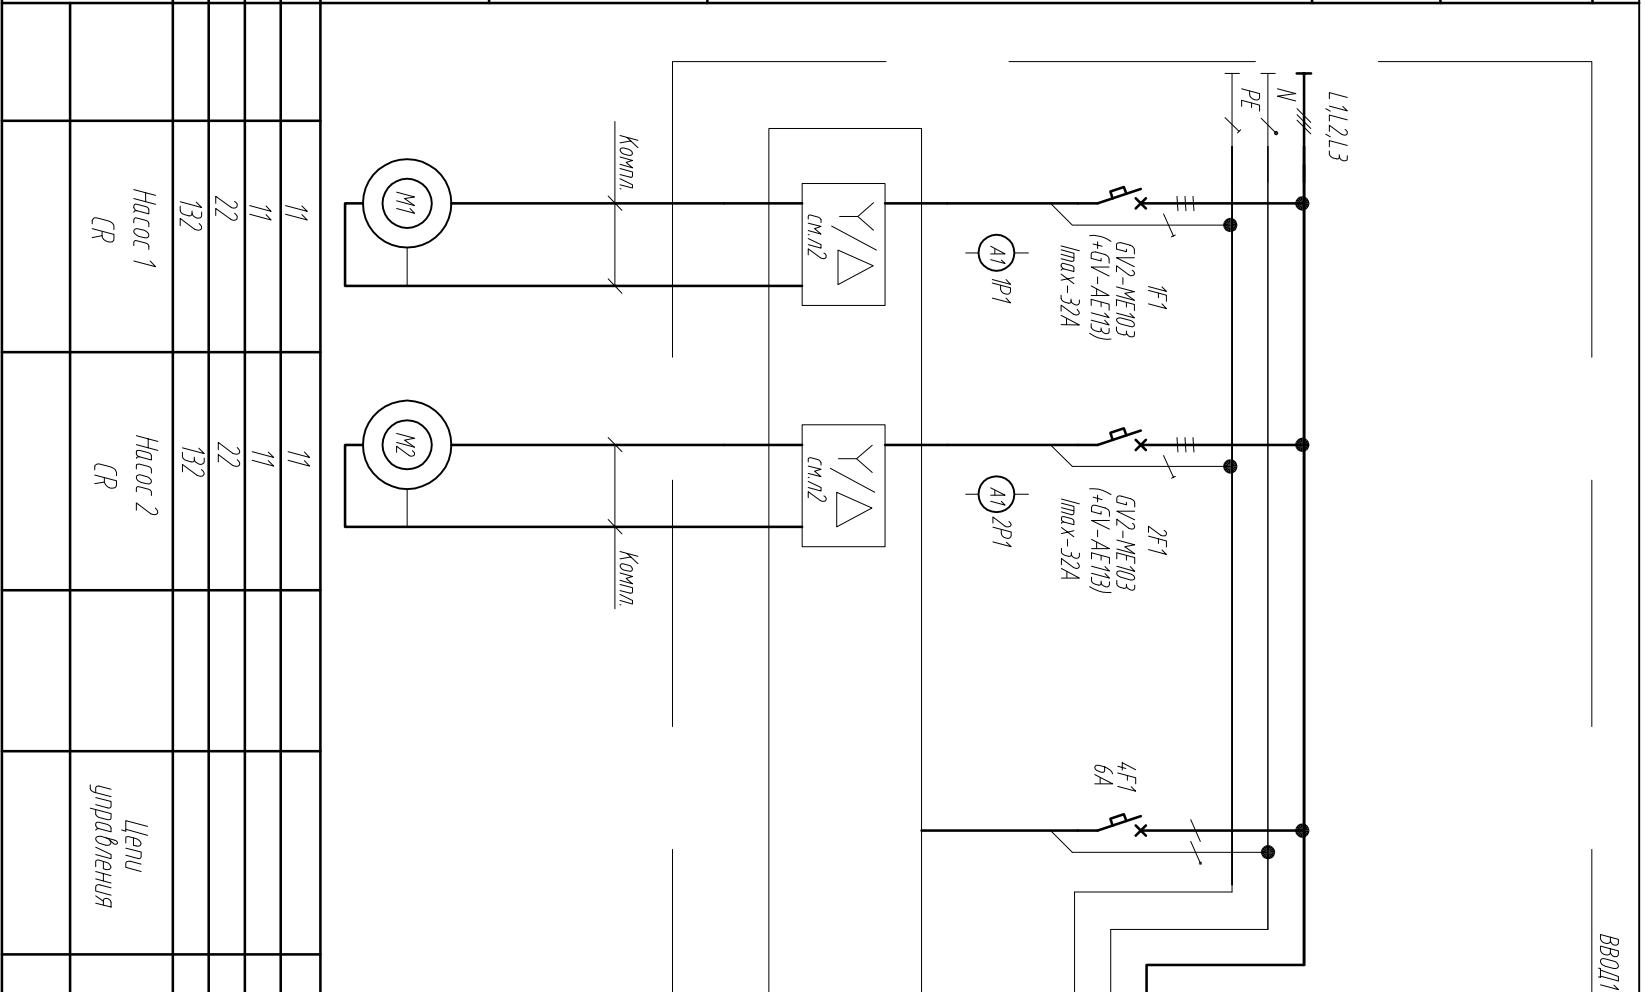 ВВОД1
L1,L2,L3
N
PE
1F1
GV2-ME103
(+GV-AE113)
Imax-32A
A1 1P1
см.л2
Компл.
M1
2F1
GV2-ME103
(+GV-AE113)
Imax-32A
A1 2P1
см.л2
Компл.
M2
4F1
6A
11
11
22
132
Насос 1
CR
11
11
22
132
Насос 2
CR
Цепи
управления